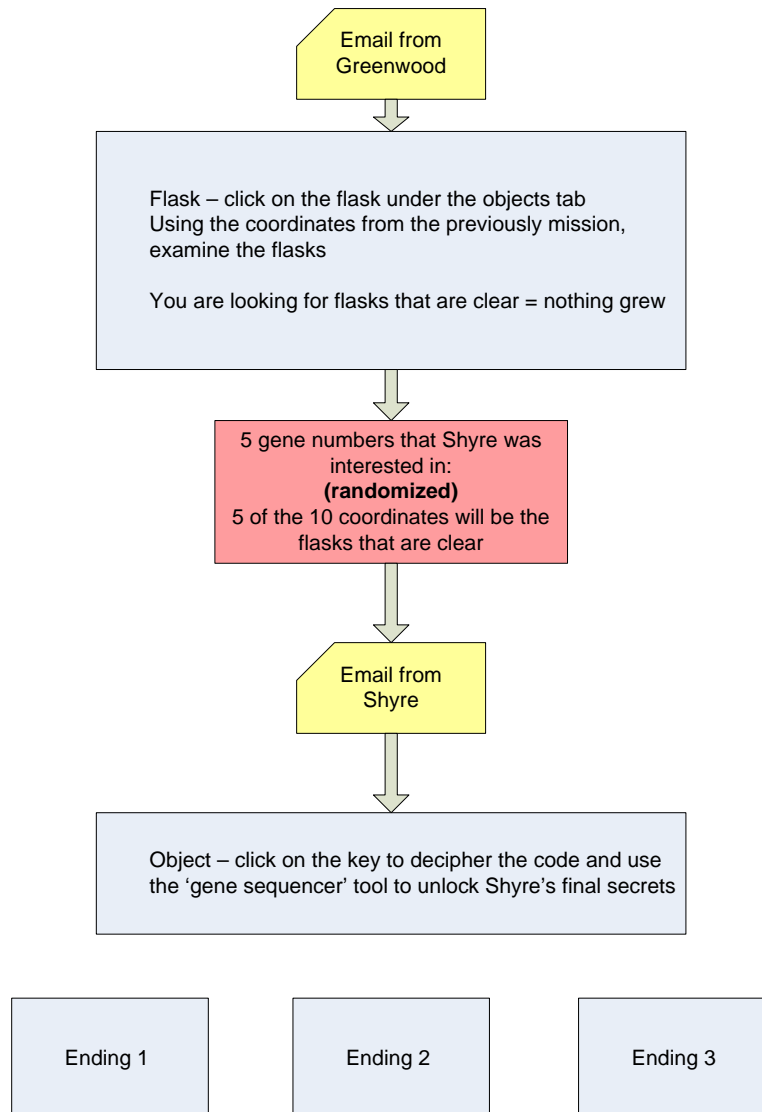 Email from
Greenwood
Flask – click on the flask under the objects tab
Using the coordinates from the previously mission,
examine the flasks
You are looking for flasks that are clear = nothing grew
5 gene numbers that Shyre was
interested in:
(randomized)
5 of the 10 coordinates will be the
flasks that are clear
Email from
Shyre
Object – click on the key to decipher the code and use
the ‘gene sequencer’ tool to unlock Shyre’s final secrets
Ending 1
Ending 2
Ending 3